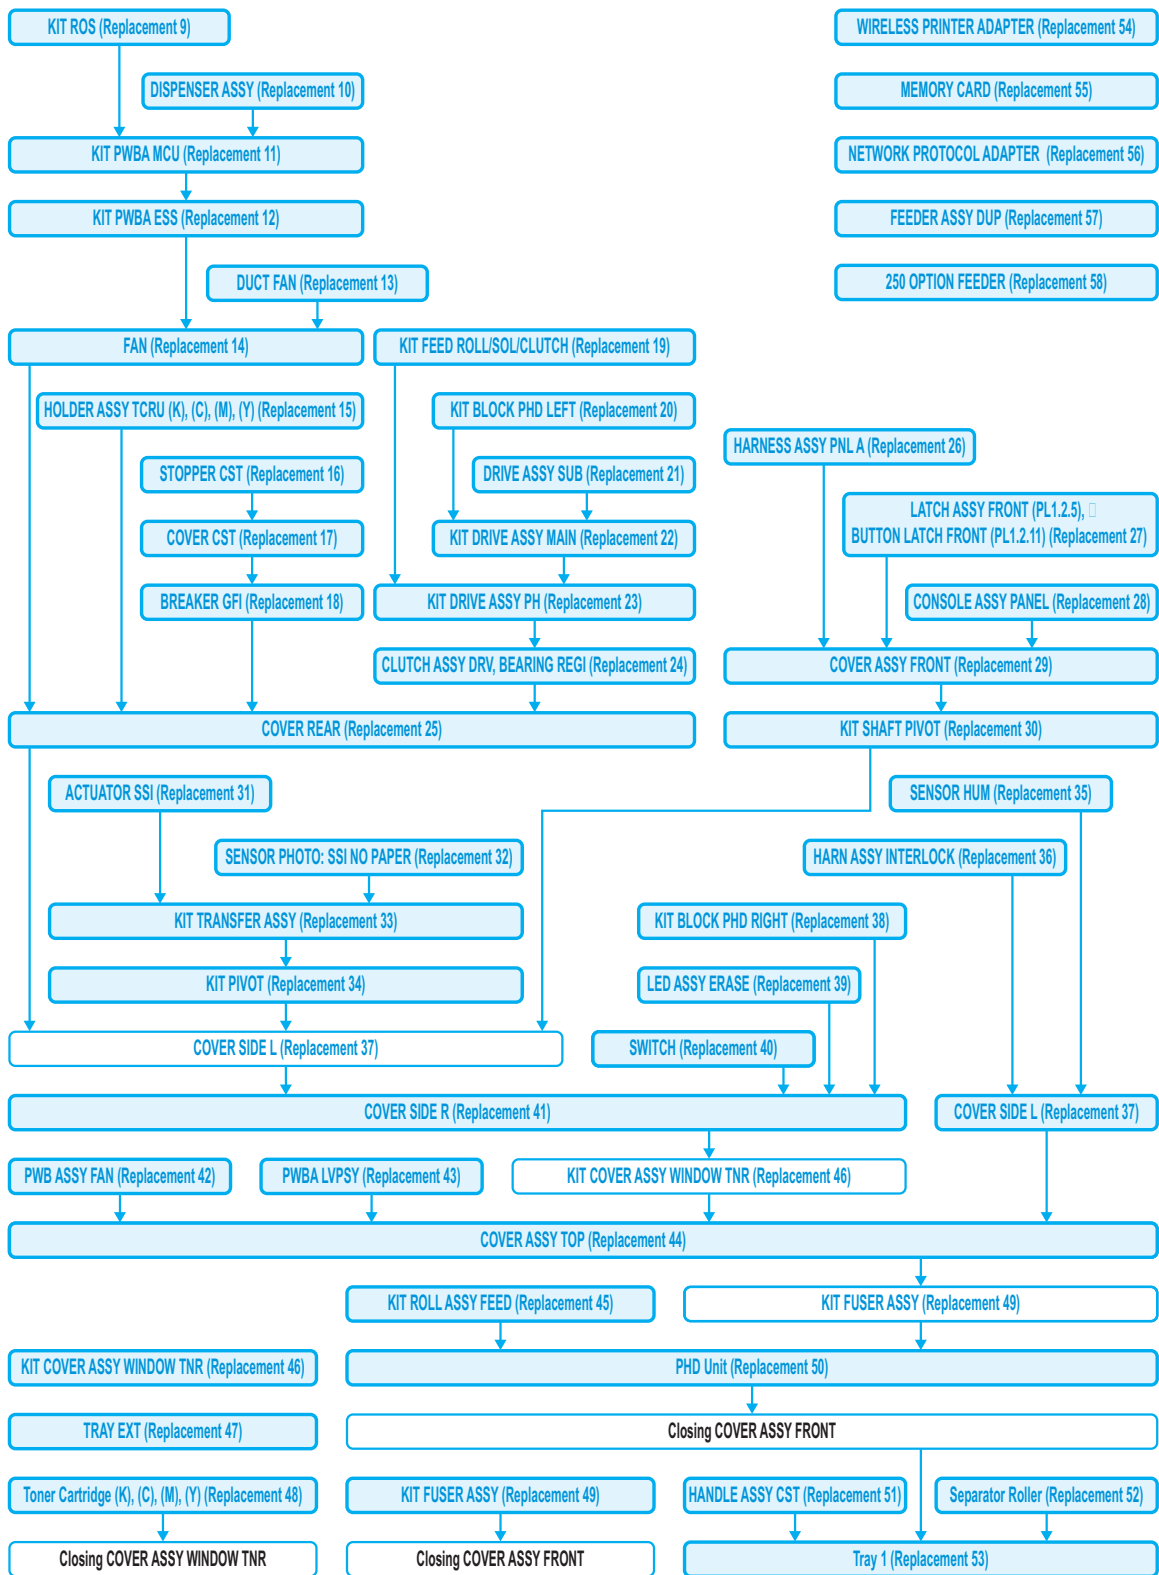 KIT ROS (Replacement 9)
WIRELESS PRINTER ADAPTER (Replacement 54)
DISPENSER ASSY (Replacement 10)
MEMORY CARD (Replacement 55)
KIT PWBA MCU (Replacement 11)
NETWORK PROTOCOL ADAPTER (Replacement 56)
KIT PWBA ESS (Replacement 12)
FEEDER ASSY DUP (Replacement 57)
DUCT FAN (Replacement 13)
250 OPTION FEEDER (Replacement 58)
FAN (Replacement 14)
KIT FEED ROLL/SOL/CLUTCH (Replacement 19)
HOLDER ASSY TCRU (K), (C), (M), (Y) (Replacement 15)
KIT BLOCK PHD LEFT (Replacement 20)
HARNESS ASSY PNL A (Replacement 26)
STOPPER CST (Replacement 16)
DRIVE ASSY SUB (Replacement 21)
LATCH ASSY FRONT (PL1.2.5),
BUTTON LATCH FRONT (PL1.2.11) (Replacement 27)
COVER CST (Replacement 17)
KIT DRIVE ASSY MAIN (Replacement 22)
BREAKER GFI (Replacement 18)
KIT DRIVE ASSY PH (Replacement 23)
CONSOLE ASSY PANEL (Replacement 28)
CLUTCH ASSY DRV, BEARING REGI (Replacement 24)
COVER ASSY FRONT (Replacement 29)
COVER REAR (Replacement 25)
KIT SHAFT PIVOT (Replacement 30)
ACTUATOR SSI (Replacement 31)
SENSOR HUM (Replacement 35)
SENSOR PHOTO: SSI NO PAPER (Replacement 32)
HARN ASSY INTERLOCK (Replacement 36)
KIT TRANSFER ASSY (Replacement 33)
KIT BLOCK PHD RIGHT (Replacement 38)
KIT PIVOT (Replacement 34)
LED ASSY ERASE (Replacement 39)
COVER SIDE L (Replacement 37)
SWITCH (Replacement 40)
COVER SIDE R (Replacement 41)
COVER SIDE L (Replacement 37)
PWB ASSY FAN (Replacement 42)
PWBA LVPSY (Replacement 43)
KIT COVER ASSY WINDOW TNR (Replacement 46)
COVER ASSY TOP (Replacement 44)
KIT ROLL ASSY FEED (Replacement 45)
KIT FUSER ASSY (Replacement 49)
KIT COVER ASSY WINDOW TNR (Replacement 46)
PHD Unit (Replacement 50)
TRAY EXT (Replacement 47)
Closing COVER ASSY FRONT
Toner Cartridge (K), (C), (M), (Y) (Replacement 48)
KIT FUSER ASSY (Replacement 49)
HANDLE ASSY CST (Replacement 51)
Separator Roller (Replacement 52)
Closing COVER ASSY WINDOW TNR
Closing COVER ASSY FRONT
Tray 1 (Replacement 53)